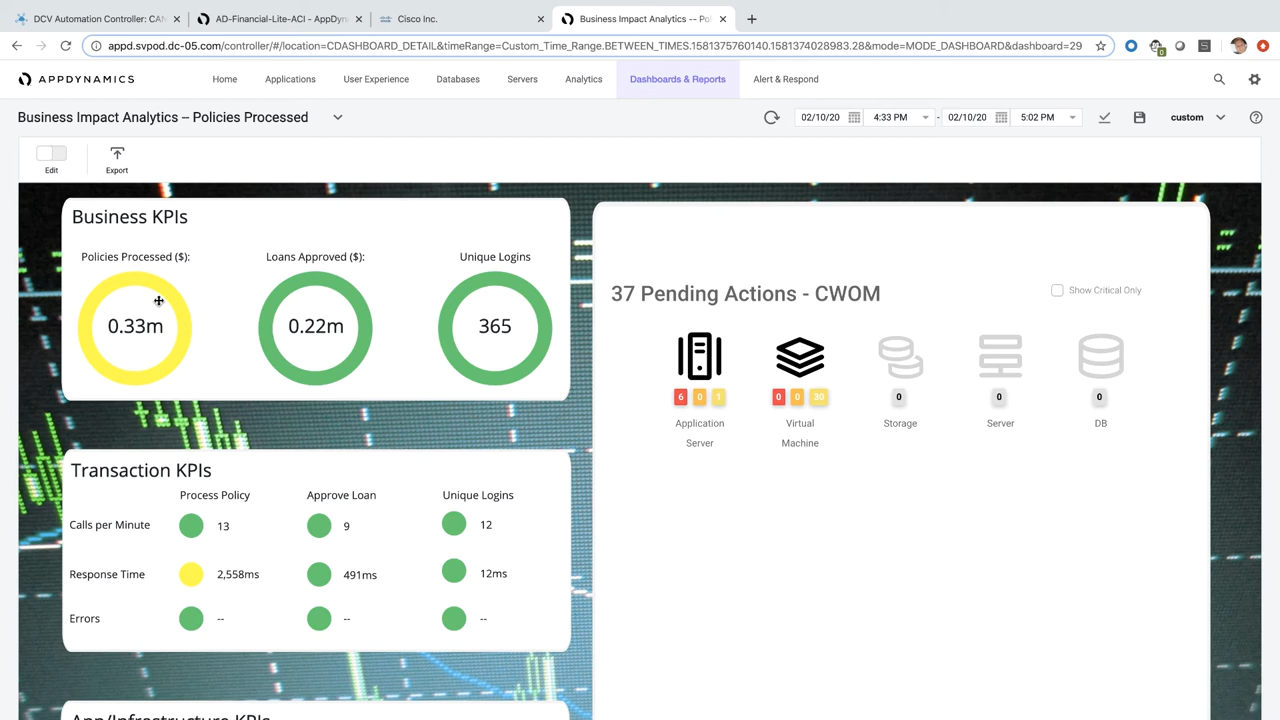 DCV Automation Controller: CAN
AD-Financial-Lite-ACI - AppDyn
Cisco Inc.
Business Impact Analytics -- Po
appd.svpod.dc-05.com/controller/#/location=CDASHBOARD_DETAIL&timeRange=Custom_Time_Range.BETWEEN_TIMES.1581375760140.1581374028983.28&mode=MODE_DASHBOARD&dashboard=29
0
APPDYNAMICS
Home
Applications
User Experience
Databases
Servers
Analytics
Dashboards & Reports
Alert & Respond
Business Impact Analytics – Policies Processed
02/10/20 4:33 PM - 02/10/20 5:02 PM
custom
Edit
Export
Business KPIs
Policies Processed ($): Loans Approved ($): Unique Logins
0.33m 0.22m 365
Transaction KPIs
Process Policy Approve Loan Unique Logins
Calls per Minute 13 9 12
Response Time 2,558ms 491ms 12ms
Errors -- -- --
App/Infrastructure KPIs
37 Pending Actions - CWOM
Show Critical Only
6 0 1 0 0 30 0 0 0
Application Virtual Storage Server DB
Server Machine